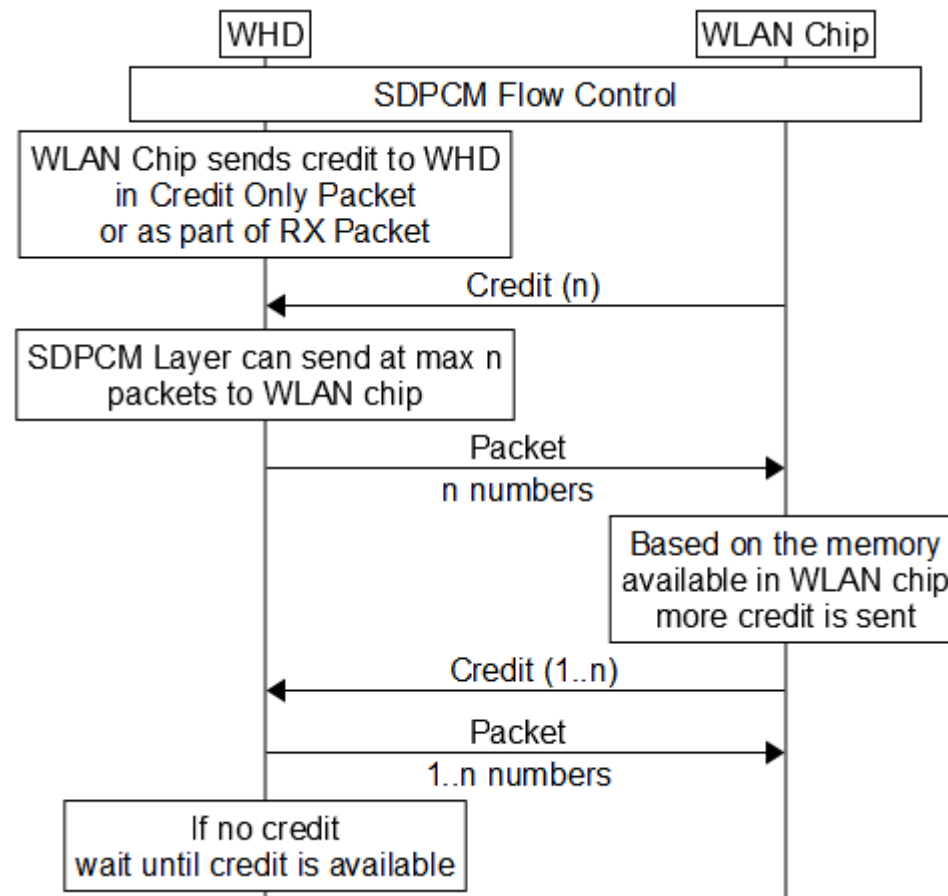 WHD
WLAN Chip
SDPCM Flow Control
WLAN Chip sends credit to WHD
in Credit Only Packet
or as part of RX Packet
Credit (n)
SDPCM Layer can send at max n
packets to WLAN chip
Packet
n numbers
Based on the memory
available in WLAN chip
more credit is sent
Credit (1..n)
Packet
1..n numbers
If no credit
wait until credit is available